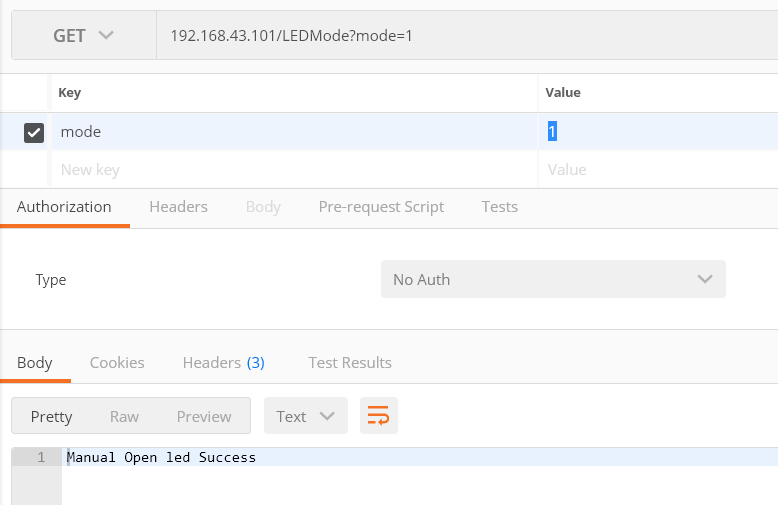 GET 192.168.43.101/LEDMode?mode=1
Key Value
mode 1
New key Value
Authorization Headers Body Pre-request Script Tests
Type No Auth
Body Cookies Headers (3) Test Results
Pretty Raw Preview Text
1 Manual Open led Success